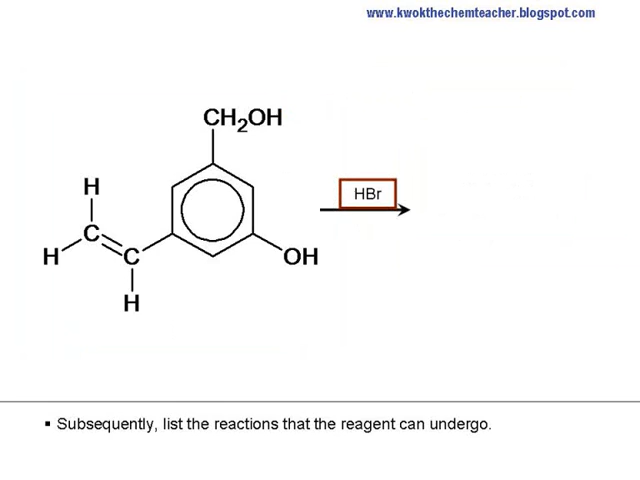 www.kwokthechemteacher.blogspot.com
CH2OH
H
HBr
C
H
C
OH
H
▪ Subsequently, list the reactions that the reagent can undergo.